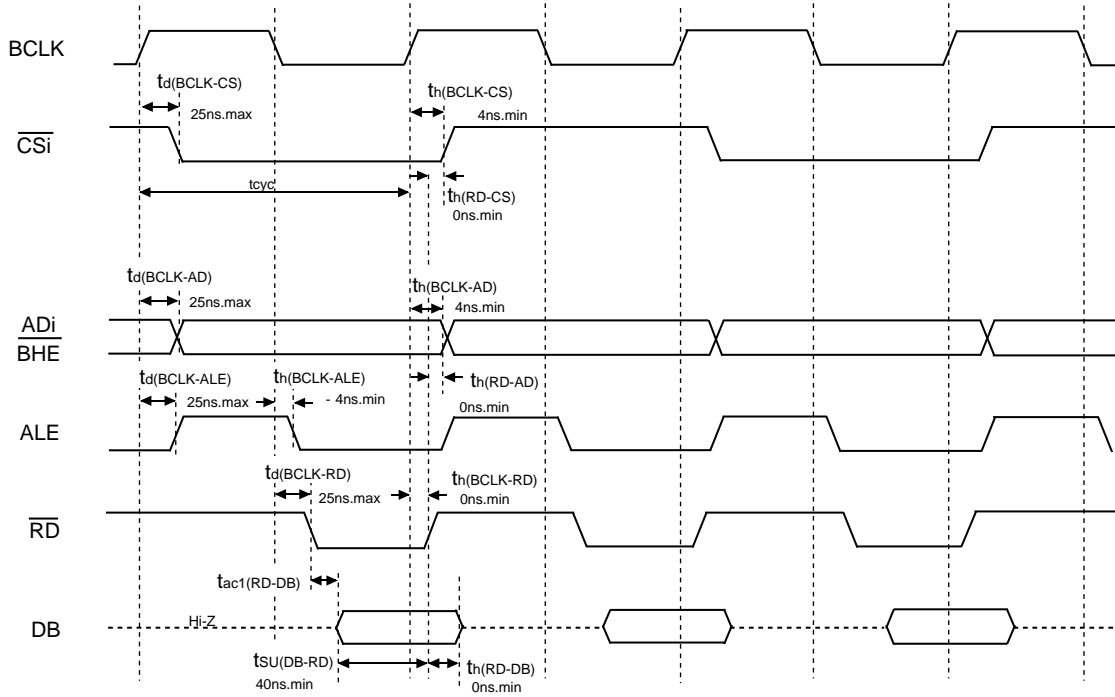 BCLK
td(BCLK-CS)
25ns.max
th(BCLK-CS)
4ns.min
CSi
tcyc
th(RD-CS)
0ns.min
td(BCLK-AD)
25ns.max
th(BCLK-AD)
4ns.min
ADi
BHE
td(BCLK-ALE)
25ns.max
th(BCLK-ALE)
- 4ns.min
th(RD-AD)
0ns.min
ALE
td(BCLK-RD)
25ns.max
th(BCLK-RD)
0ns.min
RD
tac1(RD-DB)
Hi-Z
DB
tSU(DB-RD)
40ns.min
th(RD-DB)
0ns.min